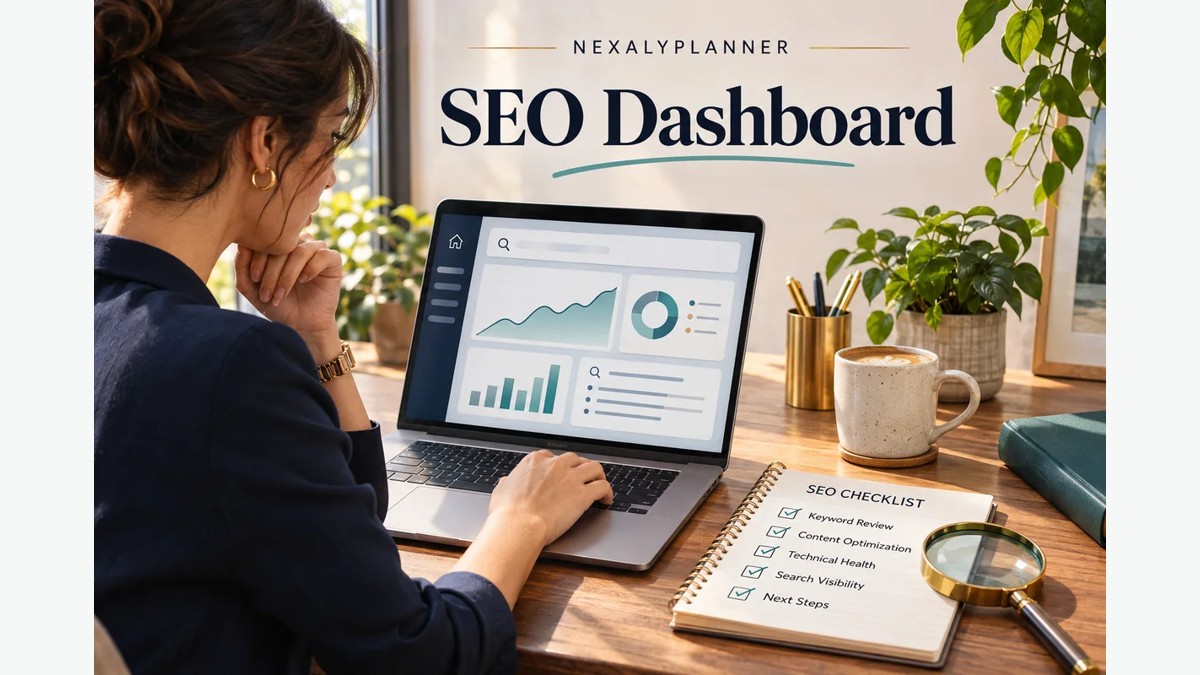 NEXALYPLANNER
SEO Dashboard
SEO CHECKLIST
Keyword Review
Content Optimization
Technical Health
Search Visibility
Next Steps